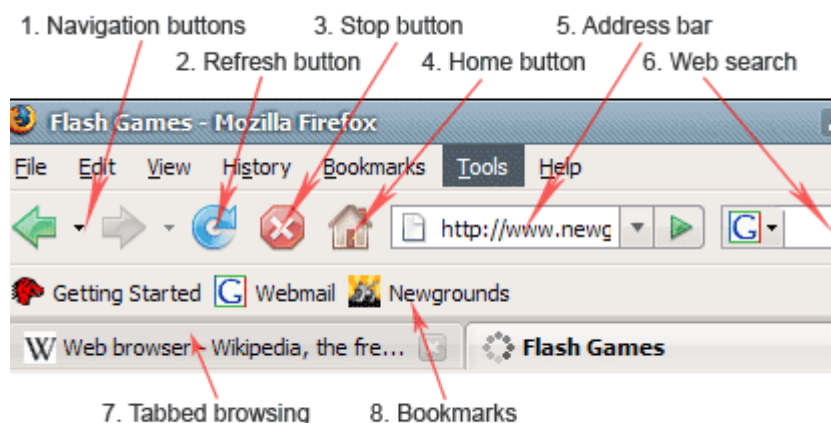 1. Navigation buttons 3. Stop button 5. Address bar
2. Refresh button 4. Home button 6. Web search
Flash Games - Mozilla Firefox
File Edit View History Bookmarks Tools Help
http://www.newg G
Getting Started G Webmail Newgrounds
W Web browser - Wikipedia, the fre... Flash Games
7. Tabbed browsing 8. Bookmarks